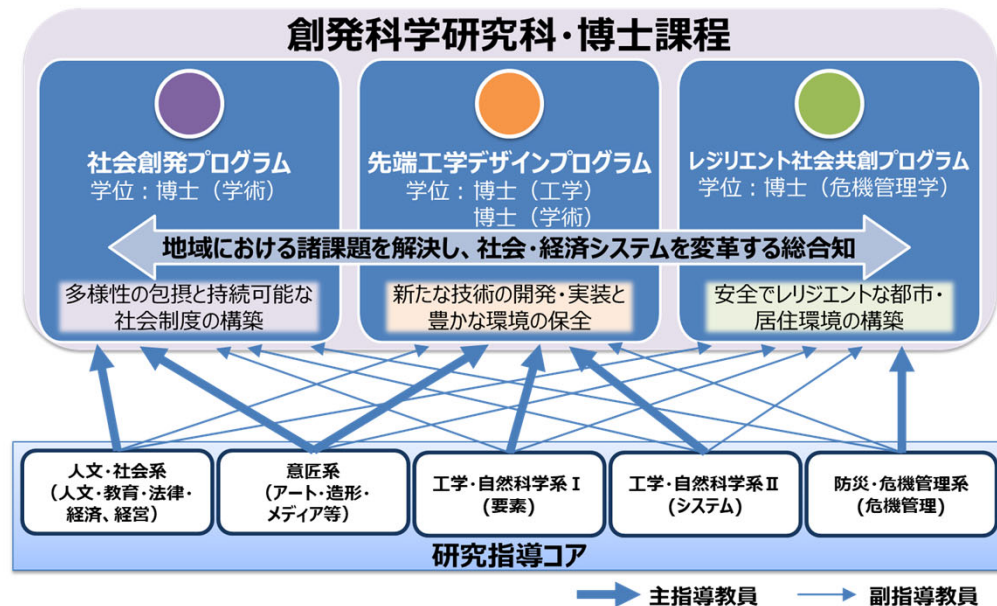 創発科学研究科・博士課程
社会創発プログラム
学位：博士（学術）
先端工学デザインプログラム
学位：博士（工学）
博士（学術）
レジリエント社会共創プログラム
学位：博士（危機管理学）
地域における諸課題を解決し、社会・経済システムを変革する総合知
多様性の包摂と持続可能な
社会制度の構築
新たな技術の開発・実装と
豊かな環境の保全
安全でレリジエントな都市・
居住環境の構築
人文・社会系
(人文・教育・法律・
経済、経営)
意匠系
(アート・造形・
メディア等)
工学・自然科学系Ⅰ
(要素)
工学・自然科学系Ⅱ
(システム)
防災・危機管理系
(危機管理)
研究指導コア
主指導教員
副指導教員